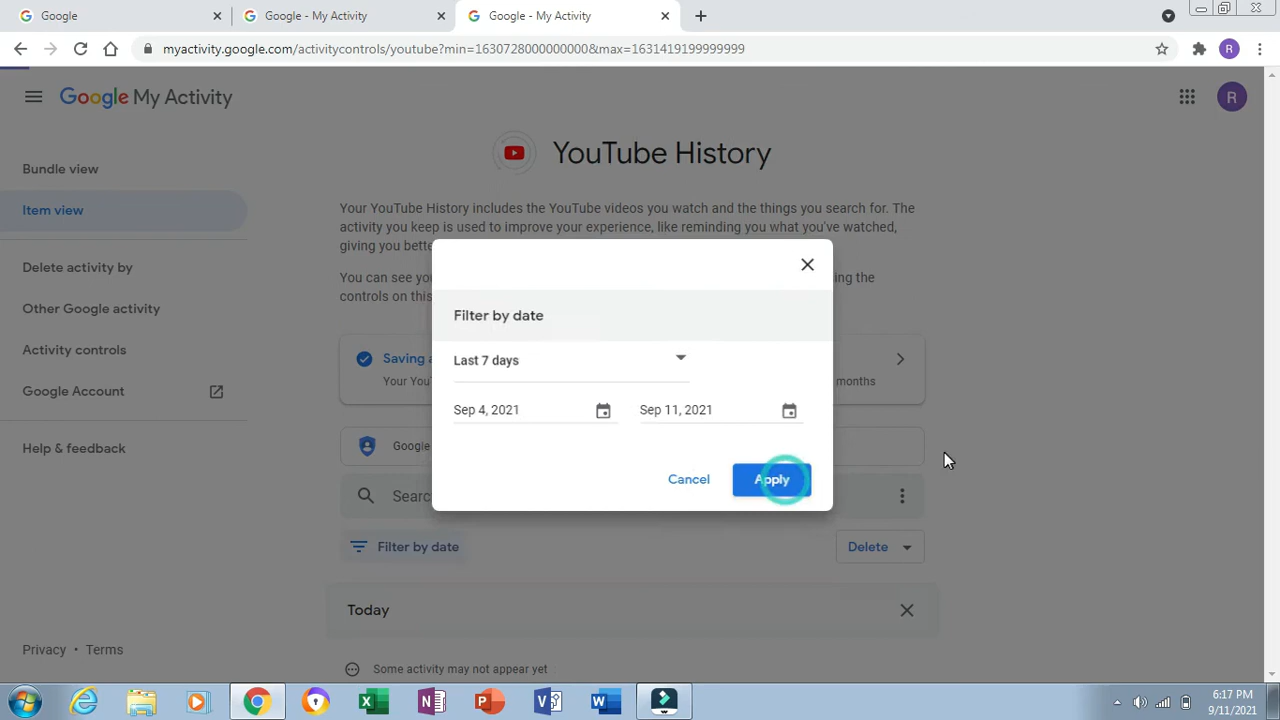 Google
Google - My Activity
Google - My Activity
myactivity.google.com/activitycontrols/youtube?min=1630728000000000&max=1631419199999999
R
Google My Activity
R
YouTube History
Bundle view
Item view
Your YouTube History includes the YouTube videos you watch and the things you search for. The
activity you keep is used to improve your experience, like reminding you what you've watched,
giving you bette
You can see you
ing the
controls on this
Delete activity by
Other Google activity
Activity controls
Google Account
Help & feedback
Filter by date
Last 7 days
Sep 4, 2021
Sep 11, 2021
Cancel
Apply
Saving a
Your You
months
Google
Searc
Filter by date
Delete
Today
Some activity may not appear yet
Privacy • Terms
6:17 PM
9/11/2021